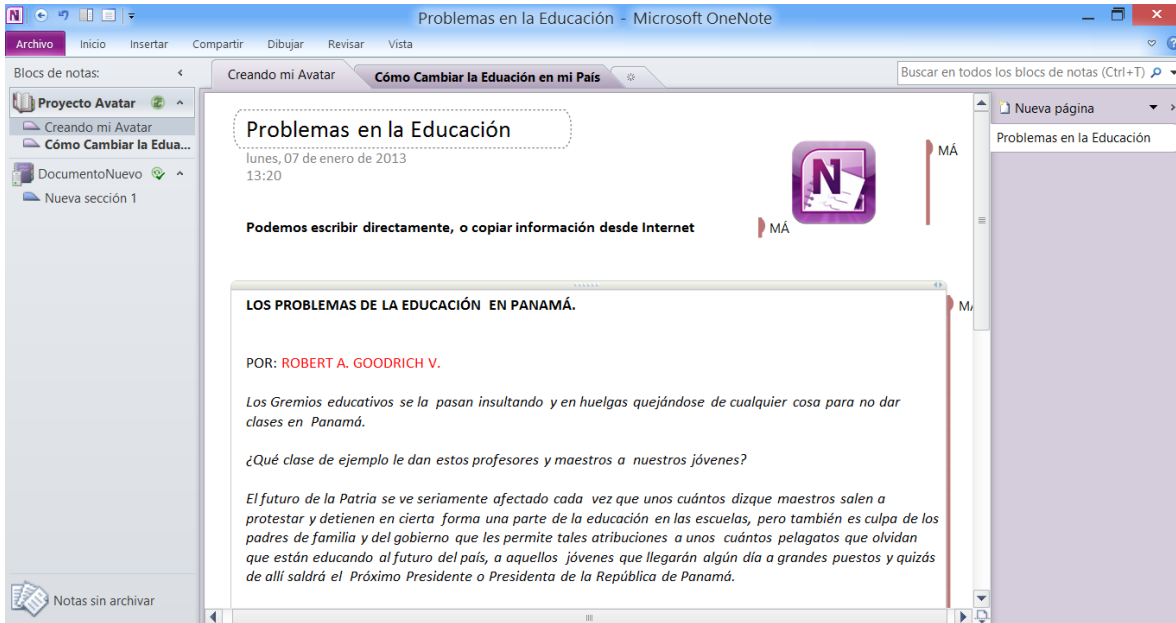 Problemas en la Educación - Microsoft OneNote
Archivo Inicio Insertar Compartir Dibujar Revisar Vista
Blocs de notas:
Creando mi Avatar
Cómo Cambiar la Eduación en mi País
Buscar en todos los blocs de notas (Ctrl+T)
Proyecto Avatar 2
Creando mi Avatar
Cómo Cambiar la Edua...
DocumentoNuevo
Nueva sección 1
Notas sin archivar
Problemas en la Educación
lunes, 07 de enero de 2013
13:20
N
MÁ
Podemos escribir directamente, o copiar información desde Internet
MÁ
LOS PROBLEMAS DE LA EDUCACIÓN EN PANAMÁ.
POR: ROBERT A. GOODRICH V.
Los Gremios educativos se la pasan insultando y en huelgas quejándose de cualquier cosa para no dar
clases en Panamá.
¿Qué clase de ejemplo le dan estos profesores y maestros a nuestros jóvenes?
El futuro de la Patria se ve seriamente afectado cada vez que unos cuántos dizque maestros salen a
protestar y detienen en cierta forma una parte de la educación en las escuelas, pero también es culpa de los
padres de familia y del gobierno que les permite tales atribuciones a unos cuántos pelagatos que olvidan
que están educando al futuro del país, a aquellos jóvenes que llegarán algún día a grandes puestos y quizás
de allí saldrá el Próximo Presidente o Presidenta de la República de Panamá.
Nueva página
Problemas en la Educación